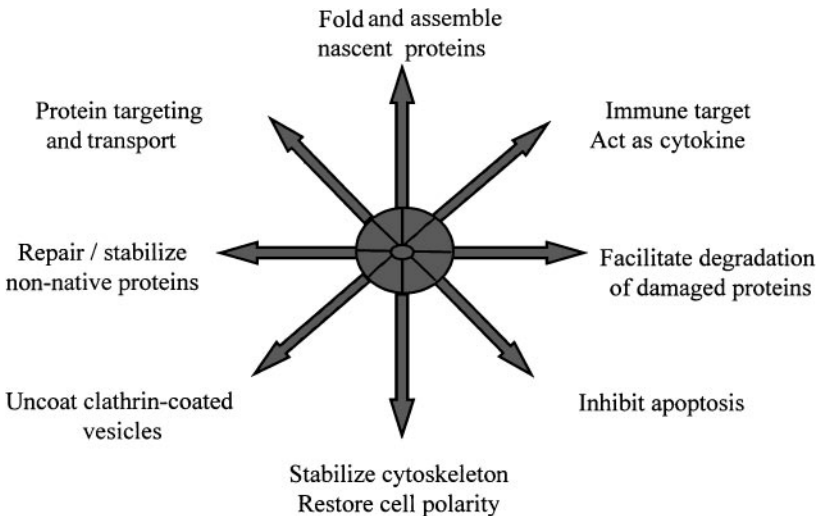 Fold and assemble
nascent proteins
Protein targeting
and transport
Immune target
Act as cytokine
Repair / stabilize
non-native proteins
Facilitate degradation
of damaged proteins
Uncoat clathrin-coated
vesicles
Inhibit apoptosis
Stabilize cytoskeleton
Restore cell polarity